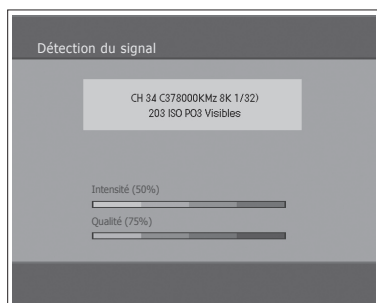 Détection du signal
CH 34 C378000KMz 8K 1/32)
203 ISO PO3 Visibles
Intensité (50%)
Qualité (75%)